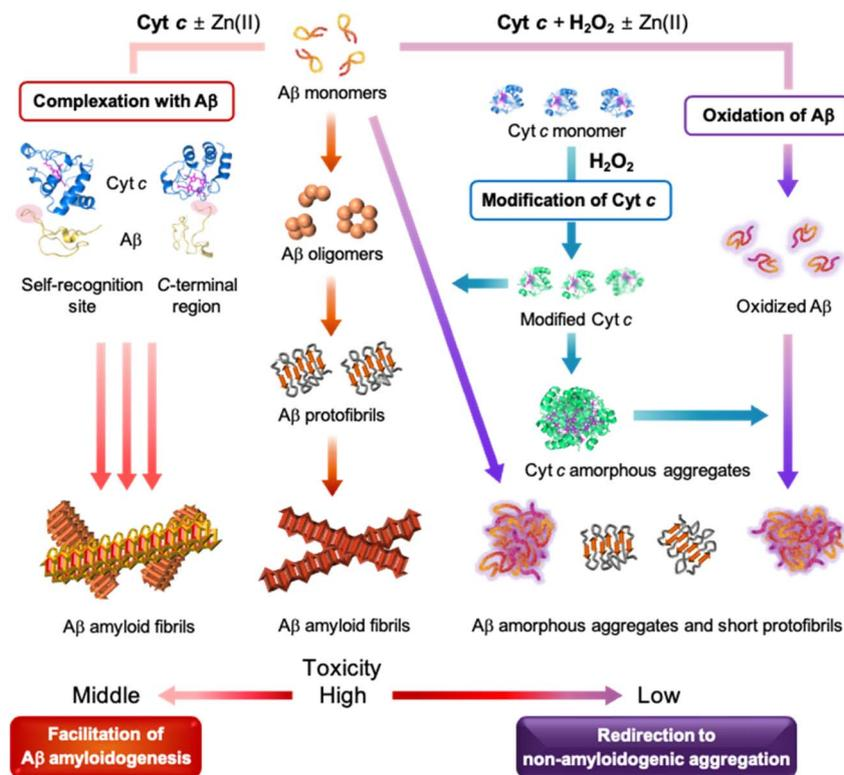 Cyt c ± Zn(II)
Cyt c + H₂O₂ ± Zn(II)
Complexation with Aβ
Cyt c
Aβ
Self-recognition
site
C-terminal
region
Aβ amyloid fibrils
Aβ monomers
Aβ oligomers
Aβ protofibrils
Aβ amyloid fibrils
Cyt c monomer
H₂O₂
Modification of Cyt c
Modified Cyt c
Cyt c amorphous aggregates
Oxidation of Aβ
Oxidized Aβ
Aβ amorphous aggregates and short protofibrils
Toxicity
Middle
High
Low
Facilitation of
Aβ amyloidogenesis
Redirection to
non-amyloidogenic aggregation